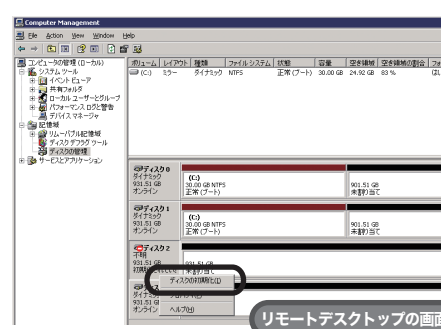 Computer Management
File Action View Window Help
コンピュータの管理 (ローカル)
システム ツール
イベント ビューア
共有フォルダ
ローカル ユーザーとグループ
パフォーマンス ログと警告
デバイス マネージャ
記憶域
リムーバブル記憶域
ディスク デフラグ ツール
ディスクの管理
サービスとアプリケーション
ボリューム レイアウト 種類 ファイル システム 状態 容量 空き領域 空き領域の割合
(C:) ミラー ダイナミック NTFS 正常 (ブート) 30.00 GB 24.92 GB 83 %
ディスク 0
ダイナミック
931.51 GB
オンライン
(C:)
30.00 GB NTFS
正常 (ブート)
901.51 GB
未割り当て
ディスク 1
ダイナミック
931.51 GB
オンライン
(C:)
30.00 GB NTFS
正常 (ブート)
901.51 GB
未割り当て
ディスク 2
不明
931.51 GB
931.51 GB
未割り当て
ディスクの初期化(I)
ヘルプ(H)
オンライン
リモートデスクトップの画面